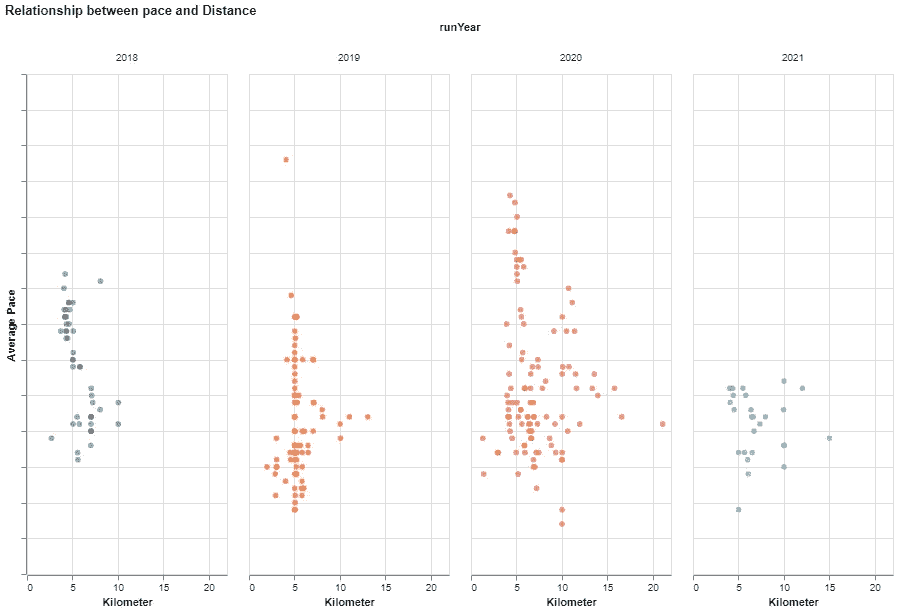 Relationship between pace and Distance
runYear
2018 2019 2020 2021
Average Pace
0 5 10 15 20 0 5 10 15 20 0 5 10 15 20 0 5 10 15 20
Kilometer Kilometer Kilometer Kilometer